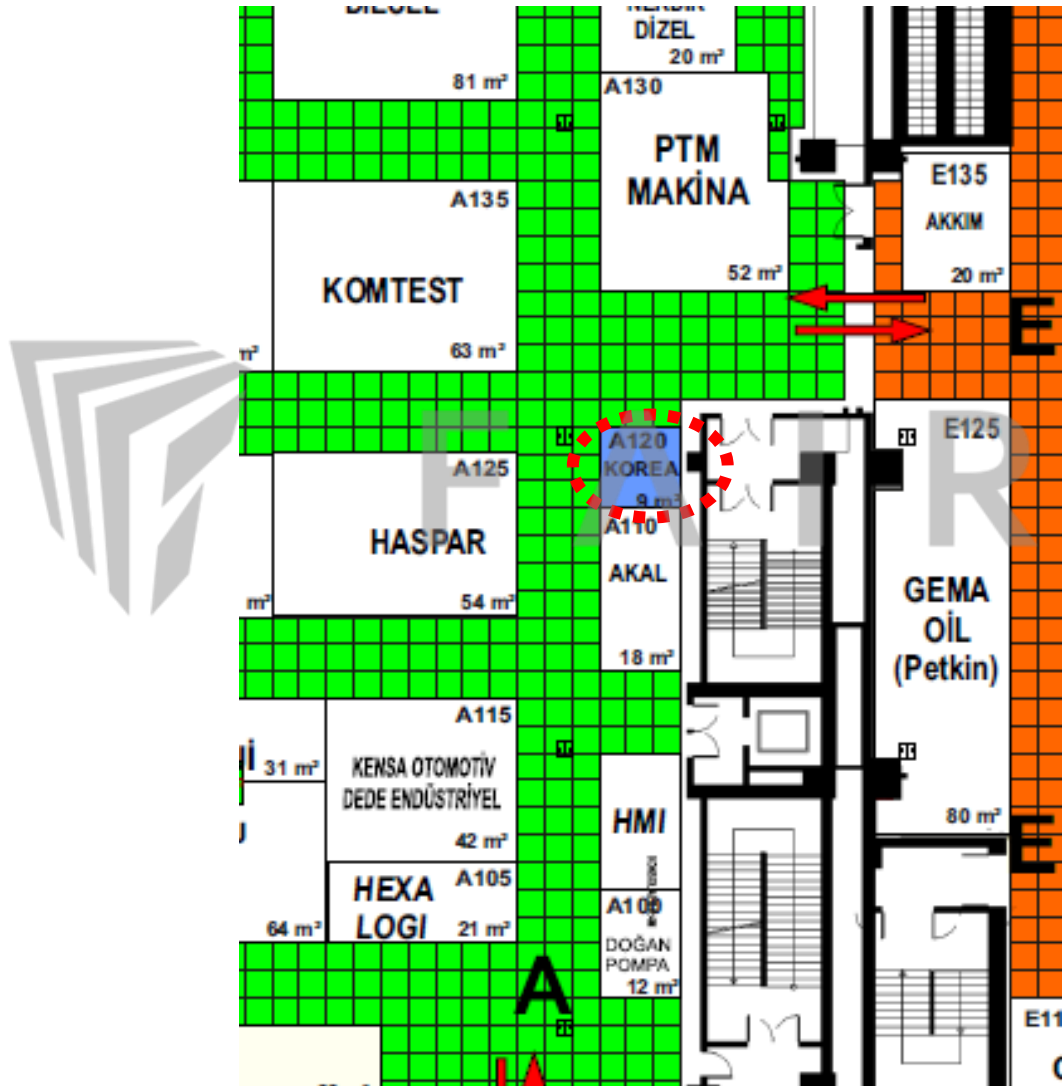 DİZEL
20 m²
81 m²
A130
PTM
MAKİNA
52 m²
E135
AKKIM
20 m²
A135
KOMTEST
63 m²
m²
E
FAIR
A120
KOREA
9 m²
E125
A125
HASPAR
54 m²
m²
A110
AKAL
18 m²
GEMA
OİL
(Petkin)
80 m²
E
A115
KENSA OTOMOTİV
DEDE ENDÜSTRİYEL
42 m²
31 m²
HMI
A105
HEXA
LOGI
21 m²
64 m²
A100
DOĞAN
POMPA
12 m²
A
E11